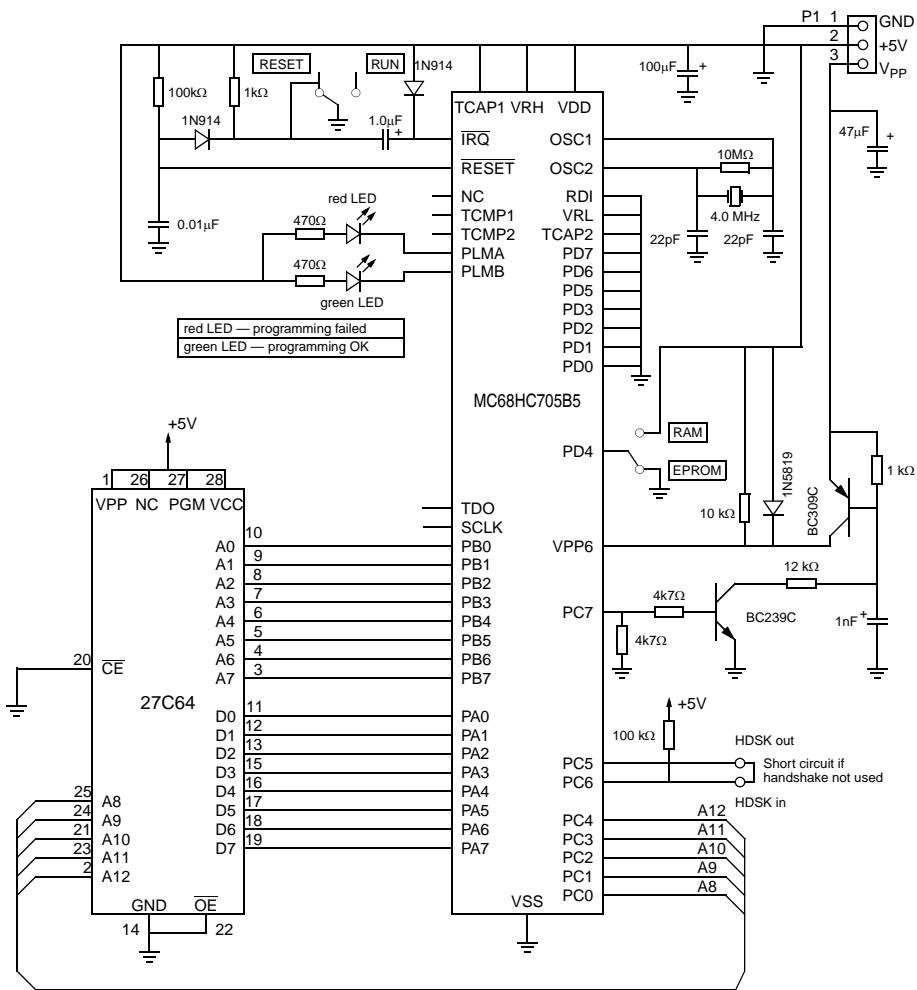 P1 1 GND
2 +5V
3 VPP
RESET RUN 1N914
100kΩ 1kΩ
100µF +
1N914
1.0µF +
47µF +
TCAP1 VRH VDD
IRQ OSC1
10MΩ
RESET OSC2
NC RDI
TCMP1 VRL
TCMP2 TCAP2
PLMA PD7
PLMB PD6
PD5
PD3
PD2
PD1
PD0
4.0 MHz
22pF 22pF
0.01µF
red LED
470Ω
470Ω
green LED
red LED — programming failed
green LED — programming OK
MC68HC705B5
RAM
PD4
EPROM
1N5819
10 kΩ
BC309C
1 kΩ
+5V
1 26 27 28
VPP NC PGM VCC
TDO
SCLK
A0 10 PB0 VPP6
A1 9 PB1
A2 8 PB2
A3 7 PB3 PC7
A4 6 PB4
A5 5 PB5
A6 4 PB6
A7 3 PB7
12 kΩ
4k7Ω
4k7Ω
BC239C
1nF +
20 CE
27C64
D0 11 PA0
D1 12 PA1
D2 13 PA2
D3 15 PA3
D4 16 PA4
D5 17 PA5
D6 18 PA6
D7 19 PA7
+5V
100 kΩ
HDSK out
PC5
PC6
Short circuit if
handshake not used
HDSK in
25 A8
24 A9
21 A10
23 A11
2 A12
PC4 A12
PC3 A11
PC2 A10
PC1 A9
PC0 A8
GND OE
14 22
VSS